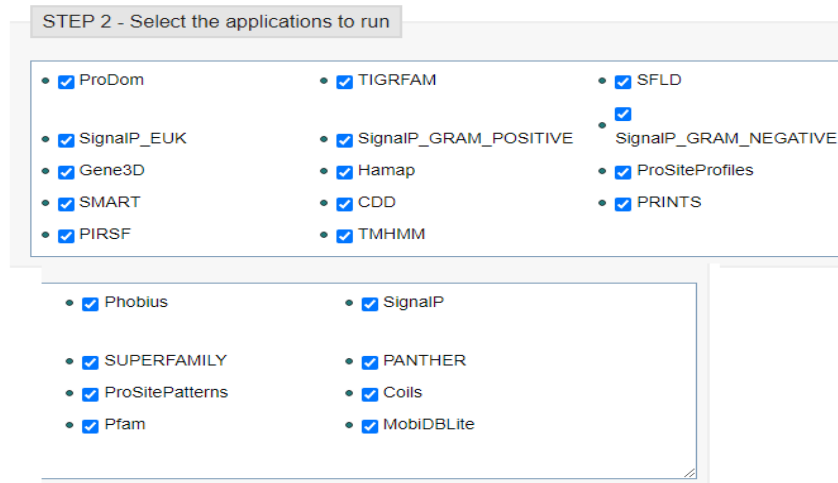 STEP 2 - Select the applications to run
ProDom TIGRFAM SFLD
SignalP_EUK SignalP_GRAM_POSITIVE SignalP_GRAM_NEGATIVE
Gene3D Hamap ProSiteProfiles
SMART CDD PRINTS
PIRSF TMHMM
Phobius SignalP
SUPERFAMILY PANTHER
ProSitePatterns Coils
Pfam MobiDBLite